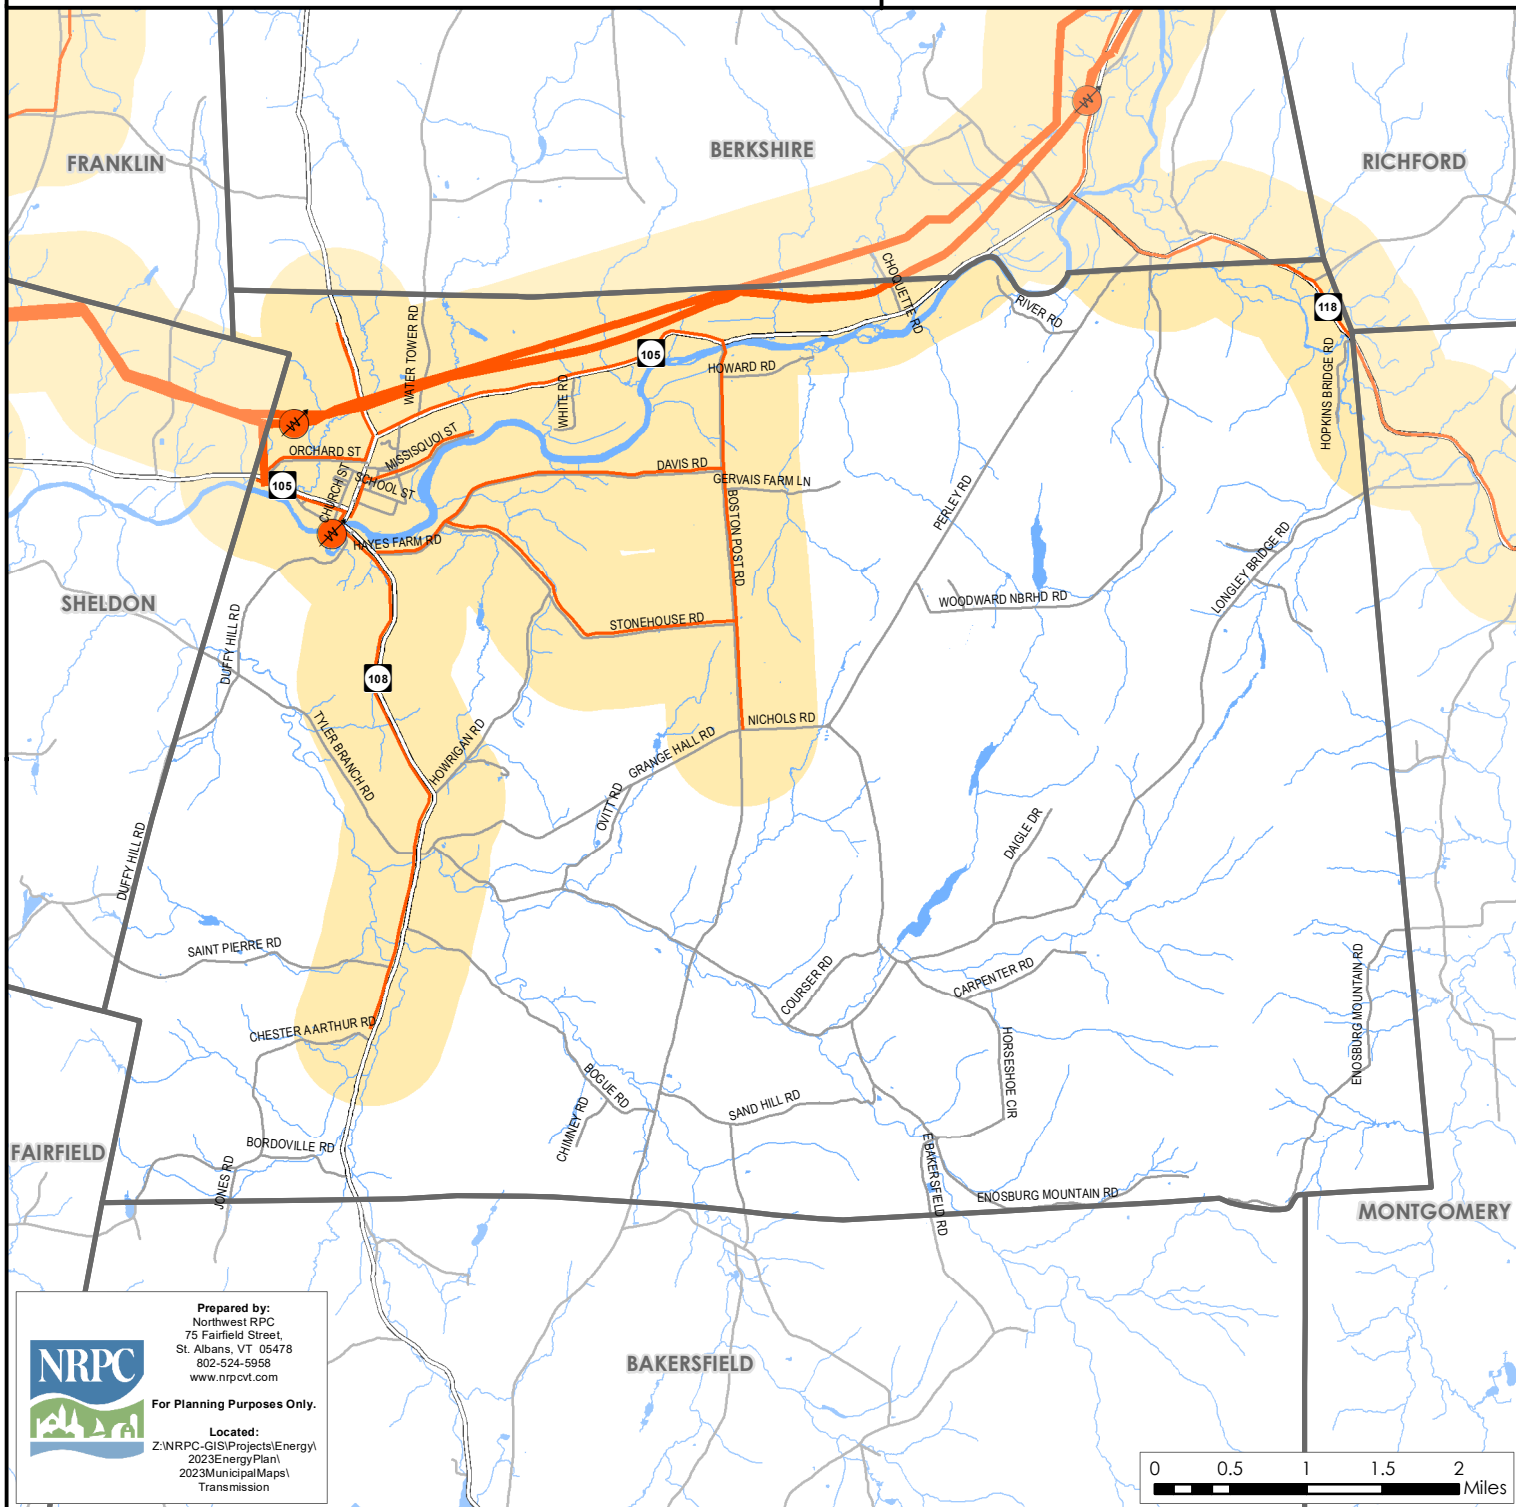 FRANKLIN
BERKSHIRE
RICHFORD
CHOQUETTE RD
RIVER RD
118
WATER TOWER RD
105
HOWARD RD
HOPKINS BRIDGE RD
WHITE RD
W
W
ORCHARD ST
MISSISQUOI ST
CHURCH ST
SCHOOL ST
105
DAVIS RD
GERVAIS FARM LN
BOSTON POST RD
PERLEY RD
W
HAYES FARM RD
LONGLEY BRIDGE RD
SHELDON
WOODWARD NBRHD RD
DUFFY HILL RD
STONEHOUSE RD
108
TYLER BRANCH RD
HOWRIGAN RD
NICHOLS RD
GRANGE HALL RD
OVITT RD
DAIGLE DR
DUFFY HILL RD
SAINT PIERRE RD
COURSER RD
CARPENTER RD
ENOSBURG MOUNTAIN RD
CHESTER A ARTHUR RD
HORSESHOE CIR
BOGUE RD
CHIMNEY RD
SAND HILL RD
FAIRFIELD
BORDOVILLE RD
JONES RD
E BAKERSFIELD RD
ENOSBURG MOUNTAIN RD
MONTGOMERY
BAKERSFIELD
NRPC
Prepared by:
Northwest RPC
75 Fairfield Street,
St. Albans, VT 05478
802-524-5958
www.nrpcvt.com
For Planning Purposes Only.
Located:
Z:\NRPC-GIS\Projects\Energy\
2023EnergyPlan\
2023MunicipalMaps\
Transmission
0 0.5 1 1.5 2
Miles